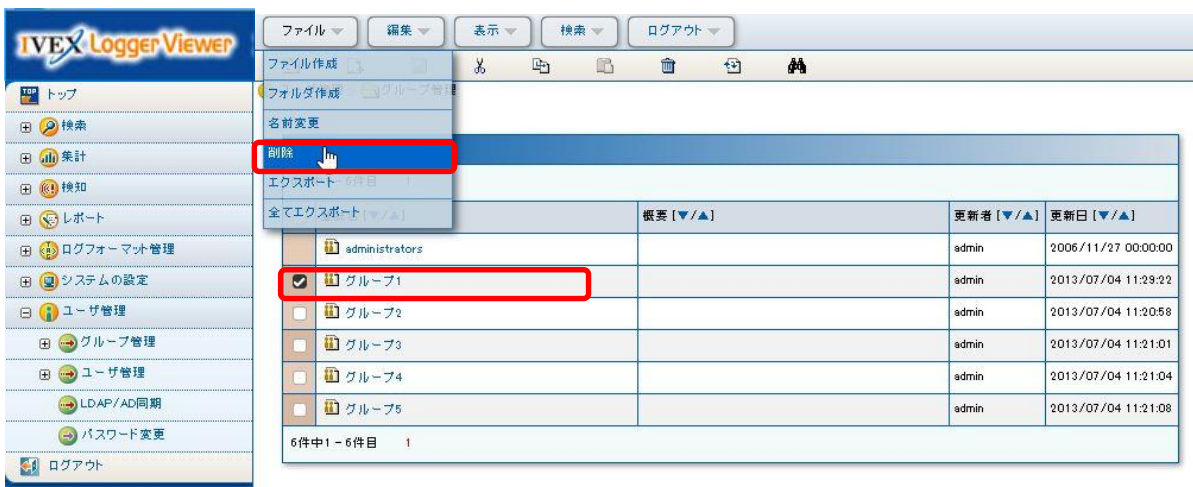 IVEX Logger Viewer
ファイル 編集 表示 検索 ログアウト
ファイル作成
フォルダ作成
名前変更
削除
エクスポート
全てエクスポート
グループ管理
トップ
検索
集計
検知
レポート
ログフォーマット管理
システムの設定
ユーザ管理
グループ管理
ユーザ管理
LDAP/AD同期
パスワード変更
ログアウト
- 6件目 1
[▼/▲] 概要 [▼/▲] 更新者 [▼/▲] 更新日 [▼/▲]
administrators admin 2006/11/27 00:00:00
グループ1 admin 2013/07/04 11:29:22
グループ2 admin 2013/07/04 11:20:58
グループ3 admin 2013/07/04 11:21:01
グループ4 admin 2013/07/04 11:21:04
グループ5 admin 2013/07/04 11:21:08
6件中1 - 6件目 1